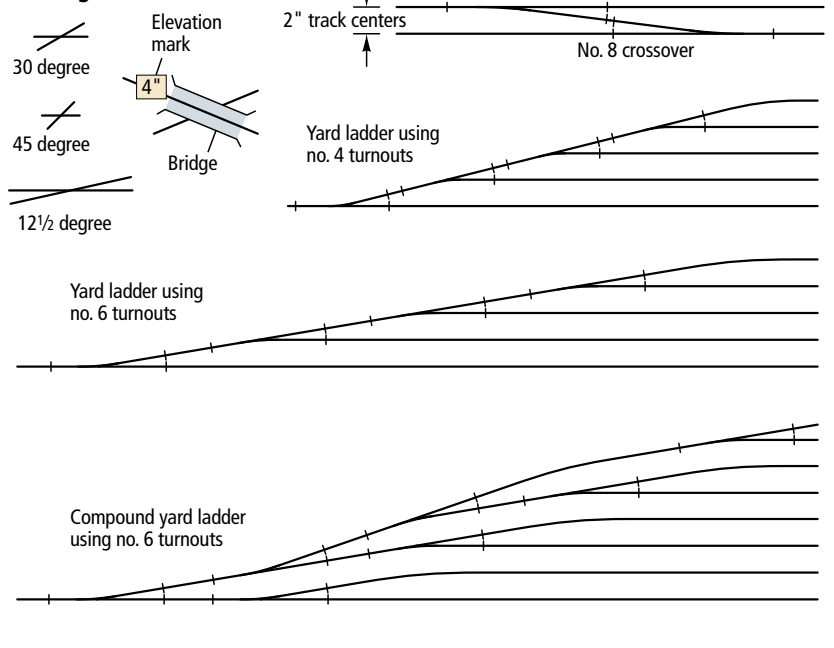 Elevation
mark
30 degree
4"
45 degree
Bridge
12½ degree
2" track centers
No. 8 crossover
Yard ladder using
no. 4 turnouts
Yard ladder using
no. 6 turnouts
Compound yard ladder
using no. 6 turnouts